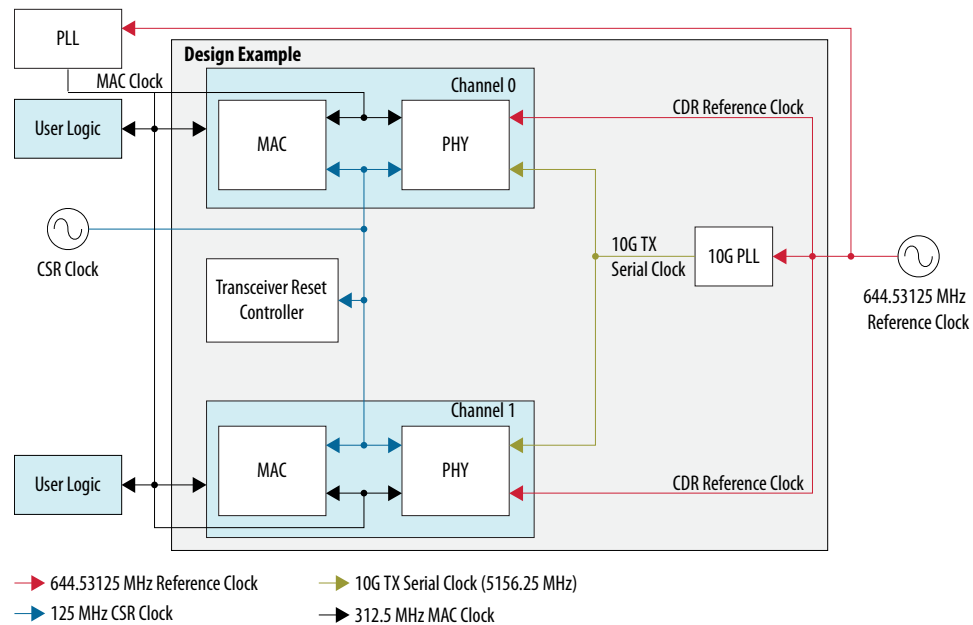 PLL
Design Example
MAC Clock
Channel 0
User Logic
MAC
PHY
CDR Reference Clock
CSR Clock
10G TX
Serial Clock
10G PLL
Transceiver Reset
Controller
644.53125 MHz
Reference Clock
Channel 1
User Logic
MAC
PHY
CDR Reference Clock
644.53125 MHz Reference Clock
10G TX Serial Clock (5156.25 MHz)
125 MHz CSR Clock
312.5 MHz MAC Clock